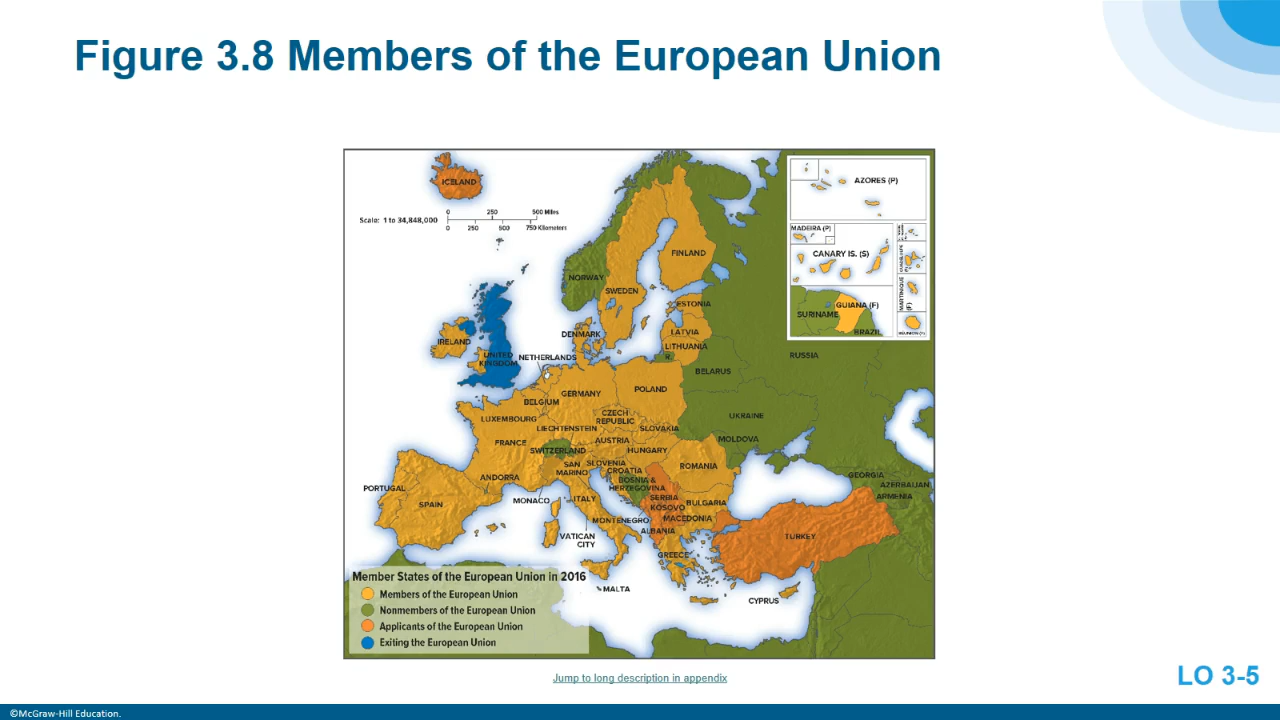 Figure 3.8 Members of the European Union
ICELAND
Scale: 1 to 34,848,000
0 250 500 Miles
0 250 500 750 Kilometers
AZORES (P)
MADEIRA (P)
CANARY IS. (S)
GUADELOUPE (F)
MARTINIQUE (F)
GUIANA (F)
SURINAME
BRAZIL
RÉUNION (F)
FINLAND
NORWAY
SWEDEN
ESTONIA
LATVIA
LITHUANIA
R.
DENMARK
IRELAND
UNITED
KINGDOM
NETHERLANDS
RUSSIA
BELARUS
POLAND
GERMANY
BELGIUM
LUXEMBOURG
CZECH
REPUBLIC
UKRAINE
LIECHTENSTEIN
SLOVAKIA
FRANCE
AUSTRIA
MOLDOVA
SWITZERLAND
HUNGARY
SAN
MARINO
SLOVENIA
CROATIA
ROMANIA
ANDORRA
BOSNIA &
HERZEGOVINA
GEORGIA
AZERBAIJAN
ARMENIA
PORTUGAL
SPAIN
MONACO
ITALY
SERBIA
KOSOVO
BULGARIA
MONTENEGRO
MACEDONIA
ALBANIA
VATICAN
CITY
TURKEY
GREECE
MALTA
CYPRUS
Member States of the European Union in 2016
Members of the European Union
Nonmembers of the European Union
Applicants of the European Union
Exiting the European Union
Jump to long description in appendix
LO 3-5
©McGraw-Hill Education.